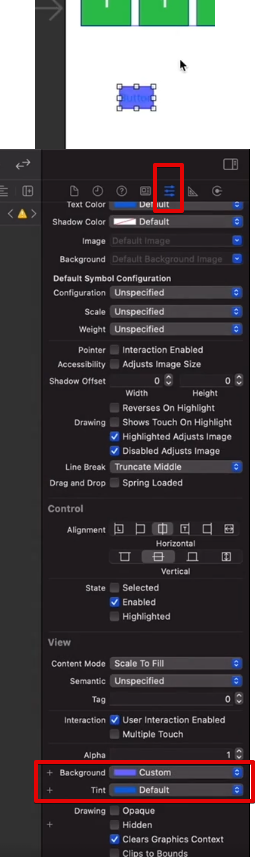 Button
Text Color Default
Shadow Color Default
Image Default Image
Background Default Background Image
Default Symbol Configuration
Configuration Unspecified
Scale Unspecified
Weight Unspecified
Pointer Interaction Enabled
Accessibility Adjusts Image Size
Shadow Offset 0 0
Width Height
Reverses On Highlight
Drawing Shows Touch On Highlight
Highlighted Adjusts Image
Disabled Adjusts Image
Line Break Truncate Middle
Drag and Drop Spring Loaded
Control
Alignment
Horizontal
Vertical
State Selected
Enabled
Highlighted
View
Content Mode Scale To Fill
Semantic Unspecified
Tag 0
Interaction User Interaction Enabled
Multiple Touch
Alpha 1
+ Background Custom
+ Tint Default
Drawing Opaque
+ Hidden
Clears Graphics Context
Clips to Bounds